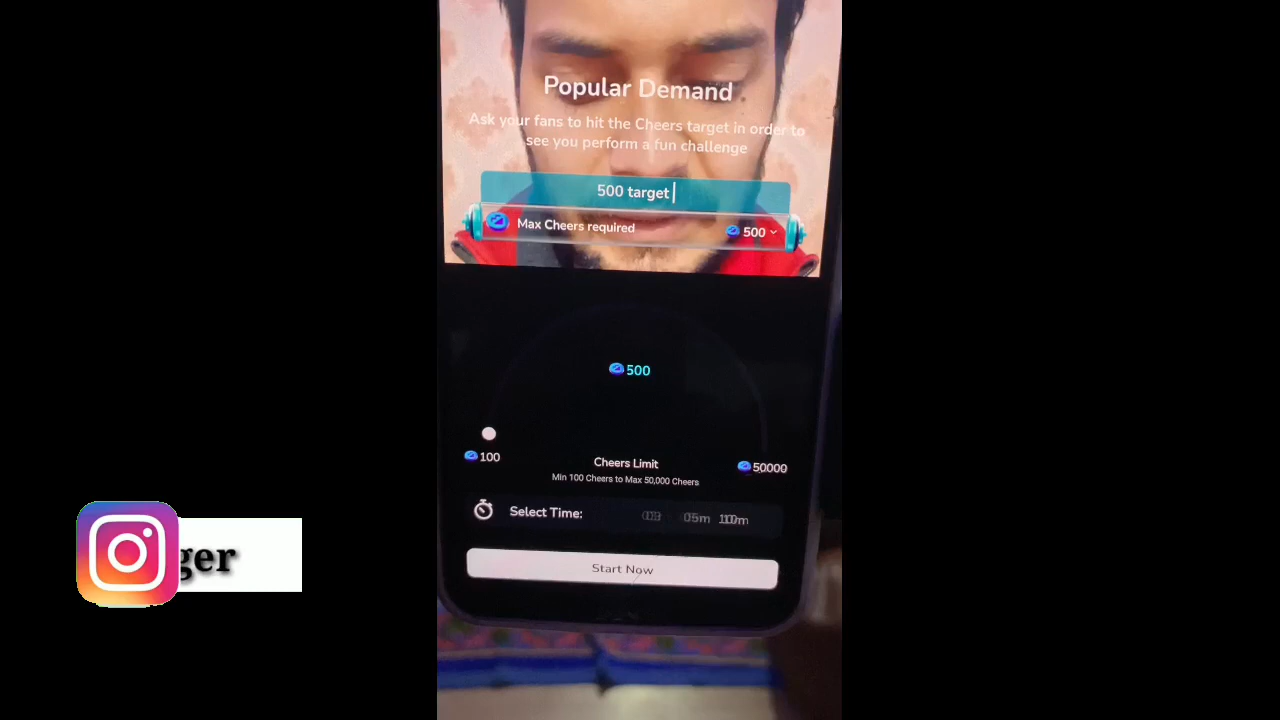 Popular Demand
Ask your fans to hit the Cheers target in order to
see you perform a fun challenge
500 target
Max Cheers required
500
500
100
50000
Cheers Limit
Min 100 Cheers to Max 50,000 Cheers
Select Time:
05m
ger
Start Now